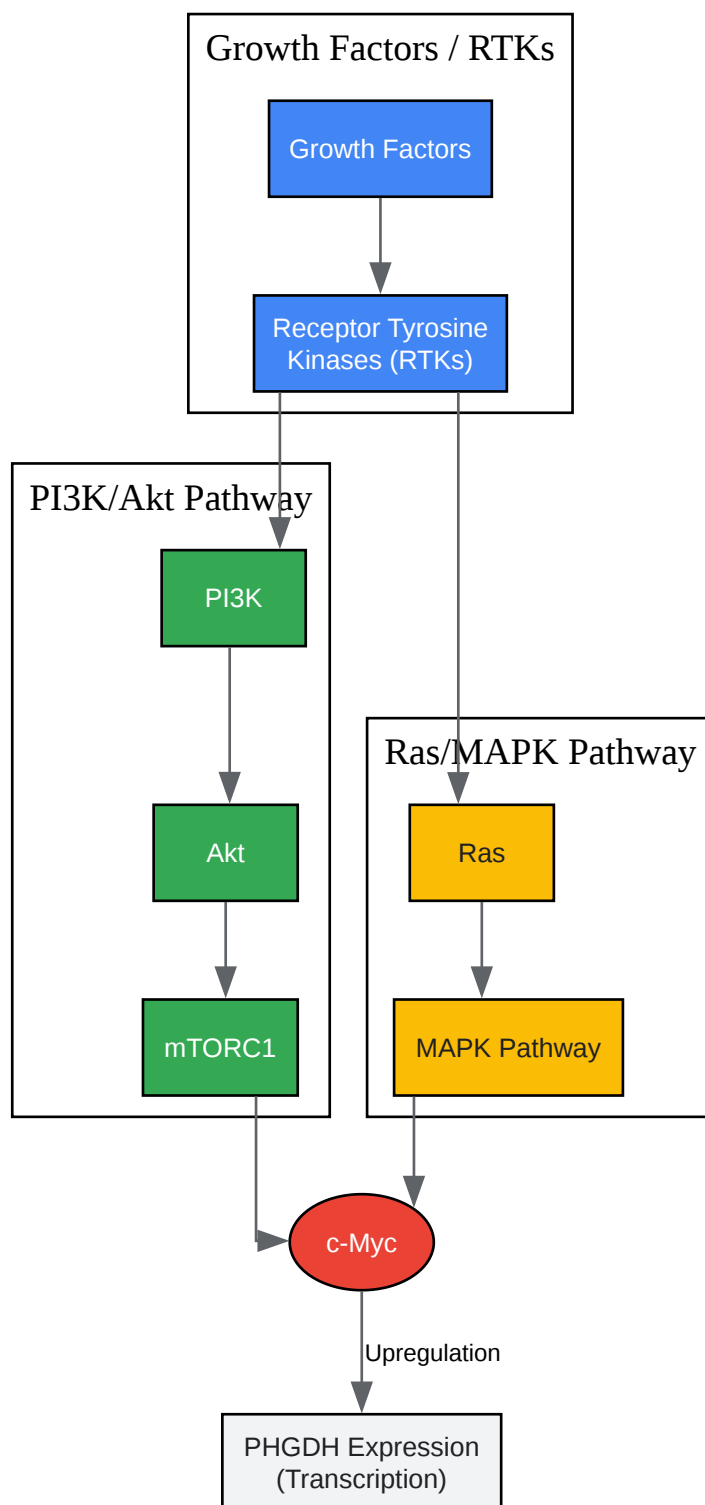 Growth Factors / RTKs
Growth Factors
Receptor Tyrosine
Kinases (RTKs)
PI3K/Akt Pathway
PI3K
Akt
mTORC1
Ras/MAPK Pathway
Ras
MAPK Pathway
c-Myc
Upregulation
PHGDH Expression
(Transcription)